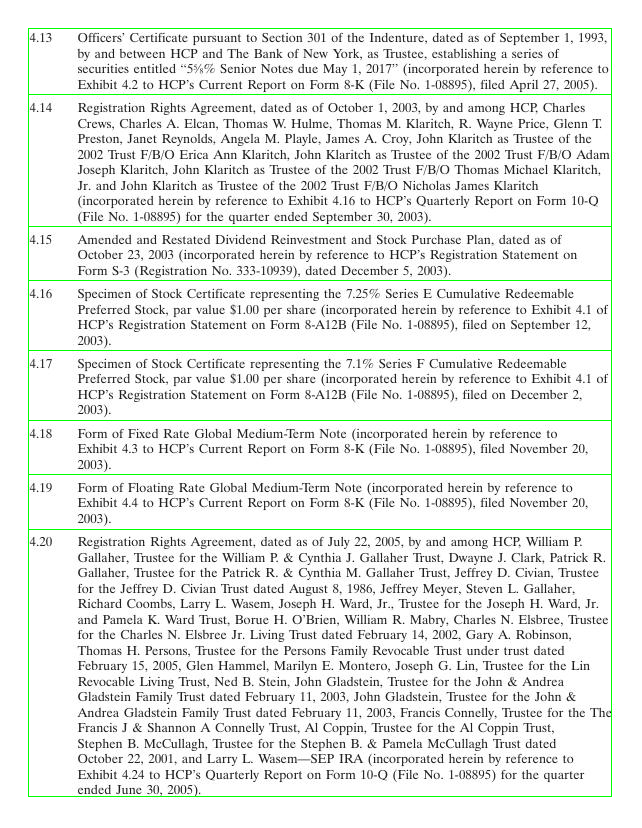 4.13 Officers’ Certificate pursuant to Section 301 of the Indenture, dated as of September 1, 1993,
by and between HCP and The Bank of New York, as Trustee, establishing a series of
securities entitled “5⅝% Senior Notes due May 1, 2017” (incorporated herein by reference to
Exhibit 4.2 to HCP’s Current Report on Form 8-K (File No. 1-08895), filed April 27, 2005).
4.14 Registration Rights Agreement, dated as of October 1, 2003, by and among HCP, Charles
Crews, Charles A. Elcan, Thomas W. Hulme, Thomas M. Klaritch, R. Wayne Price, Glenn T.
Preston, Janet Reynolds, Angela M. Playle, James A. Croy, John Klaritch as Trustee of the
2002 Trust F/B/O Erica Ann Klaritch, John Klaritch as Trustee of the 2002 Trust F/B/O Adam
Joseph Klaritch, John Klaritch as Trustee of the 2002 Trust F/B/O Thomas Michael Klaritch,
Jr. and John Klaritch as Trustee of the 2002 Trust F/B/O Nicholas James Klaritch
(incorporated herein by reference to Exhibit 4.16 to HCP’s Quarterly Report on Form 10-Q
(File No. 1-08895) for the quarter ended September 30, 2003).
4.15 Amended and Restated Dividend Reinvestment and Stock Purchase Plan, dated as of
October 23, 2003 (incorporated herein by reference to HCP’s Registration Statement on
Form S-3 (Registration No. 333-10939), dated December 5, 2003).
4.16 Specimen of Stock Certificate representing the 7.25% Series E Cumulative Redeemable
Preferred Stock, par value $1.00 per share (incorporated herein by reference to Exhibit 4.1 of
HCP’s Registration Statement on Form 8-A12B (File No. 1-08895), filed on September 12,
2003).
4.17 Specimen of Stock Certificate representing the 7.1% Series F Cumulative Redeemable
Preferred Stock, par value $1.00 per share (incorporated herein by reference to Exhibit 4.1 of
HCP’s Registration Statement on Form 8-A12B (File No. 1-08895), filed on December 2,
2003).
4.18 Form of Fixed Rate Global Medium-Term Note (incorporated herein by reference to
Exhibit 4.3 to HCP’s Current Report on Form 8-K (File No. 1-08895), filed November 20,
2003).
4.19 Form of Floating Rate Global Medium-Term Note (incorporated herein by reference to
Exhibit 4.4 to HCP’s Current Report on Form 8-K (File No. 1-08895), filed November 20,
2003).
4.20 Registration Rights Agreement, dated as of July 22, 2005, by and among HCP, William P.
Gallaher, Trustee for the William P. & Cynthia J. Gallaher Trust, Dwayne J. Clark, Patrick R.
Gallaher, Trustee for the Patrick R. & Cynthia M. Gallaher Trust, Jeffrey D. Civian, Trustee
for the Jeffrey D. Civian Trust dated August 8, 1986, Jeffrey Meyer, Steven L. Gallaher,
Richard Coombs, Larry L. Wasem, Joseph H. Ward, Jr., Trustee for the Joseph H. Ward, Jr.
and Pamela K. Ward Trust, Borue H. O’Brien, William R. Mabry, Charles N. Elsbree, Trustee
for the Charles N. Elsbree Jr. Living Trust dated February 14, 2002, Gary A. Robinson,
Thomas H. Persons, Trustee for the Persons Family Revocable Trust under trust dated
February 15, 2005, Glen Hammel, Marilyn E. Montero, Joseph G. Lin, Trustee for the Lin
Revocable Living Trust, Ned B. Stein, John Gladstein, Trustee for the John & Andrea
Gladstein Family Trust dated February 11, 2003, John Gladstein, Trustee for the John &
Andrea Gladstein Family Trust dated February 11, 2003, Francis Connelly, Trustee for the The
Francis J & Shannon A Connelly Trust, Al Coppin, Trustee for the Al Coppin Trust,
Stephen B. McCullagh, Trustee for the Stephen B. & Pamela McCullagh Trust dated
October 22, 2001, and Larry L. Wasem—SEP IRA (incorporated herein by reference to
Exhibit 4.24 to HCP’s Quarterly Report on Form 10-Q (File No. 1-08895) for the quarter
ended June 30, 2005).